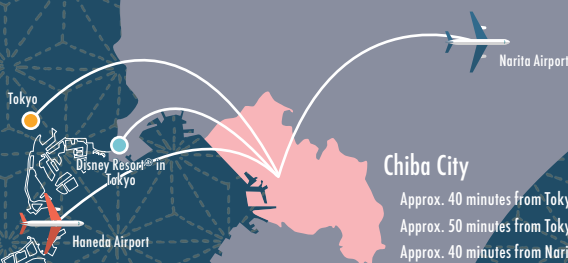 Narita Airport
Tokyo
Disney Resort® in
Tokyo
Chiba City
Approx. 40 minutes from
Approx. 50 minutes from
Haneda Airport
Approx. 40 minutes from